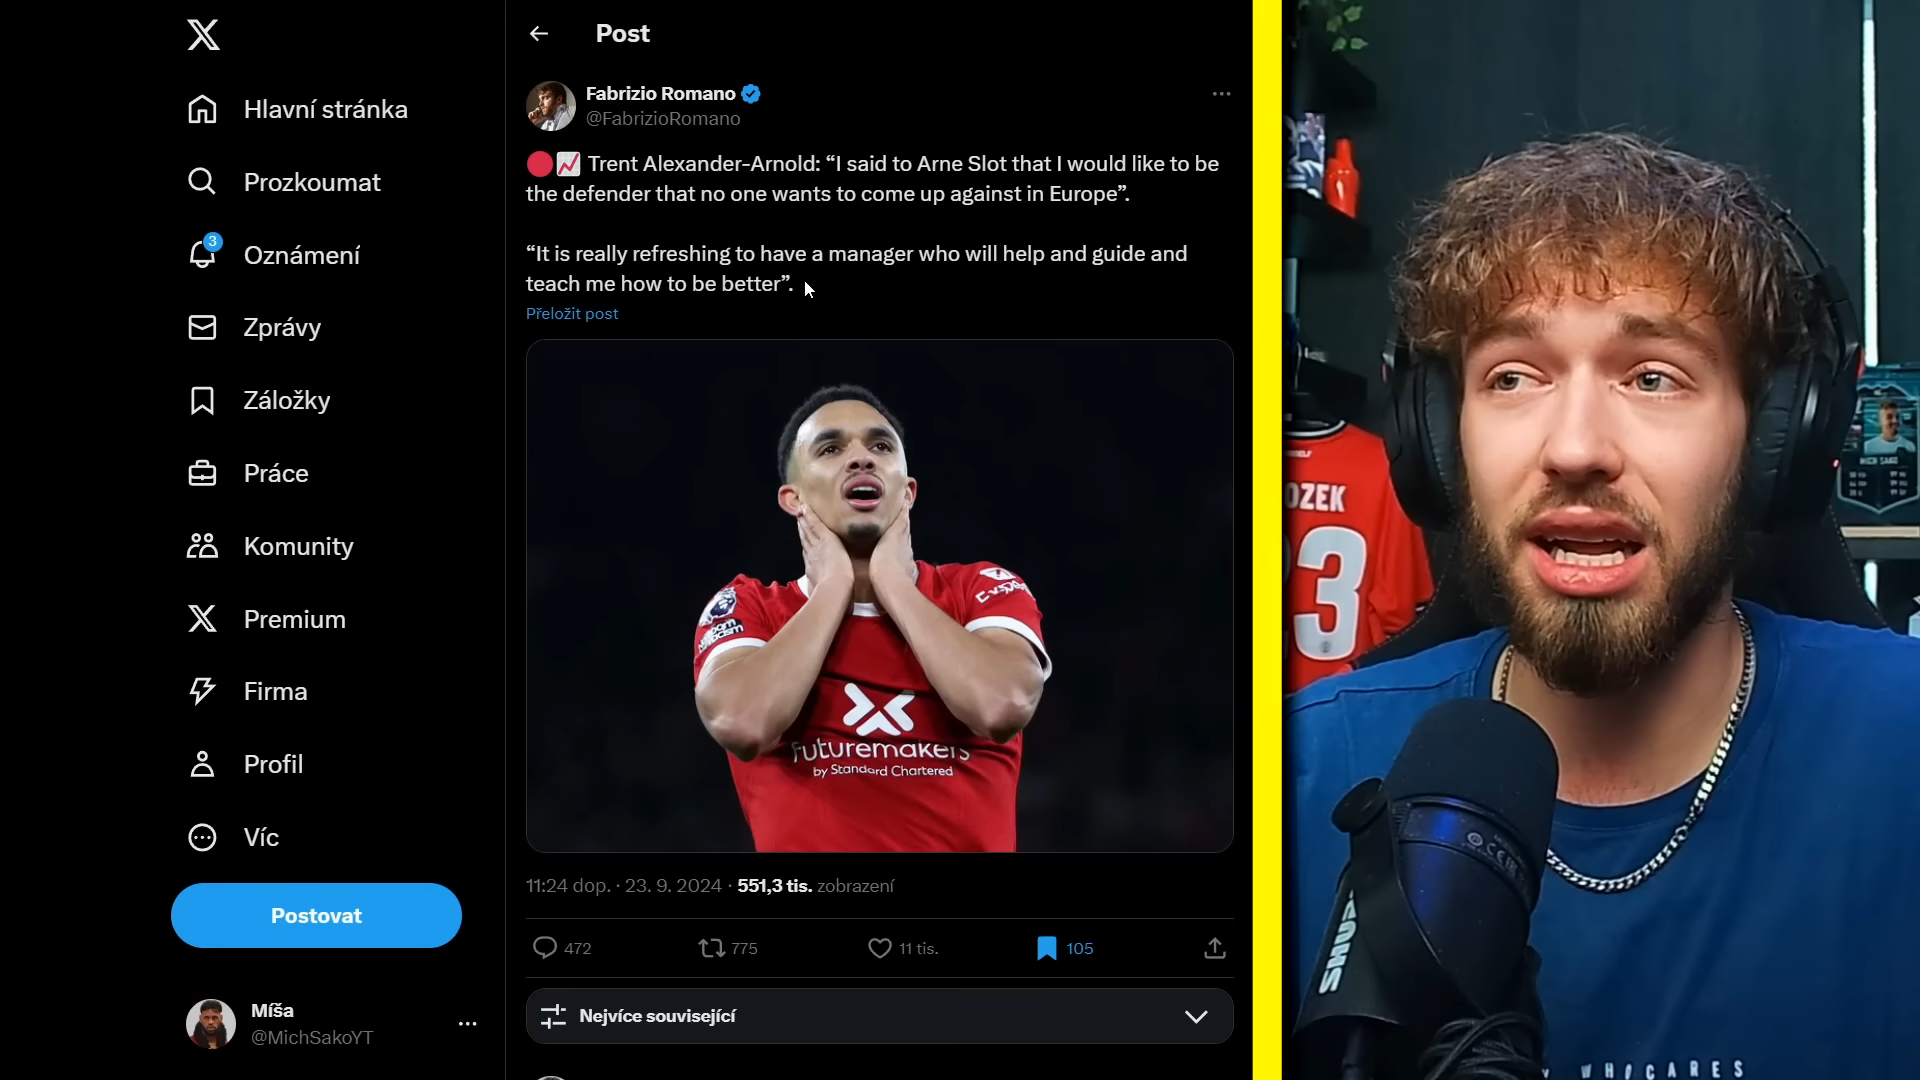 Hlavní stránka
Prozkoumat
3
Oznámení
Zprávy
Záložky
Práce
Komunity
Premium
Firma
Profil
Víc
Postovat
Míša
@MichSakoYT
Post
Fabrizio Romano
@FabrizioRomano
Trent Alexander-Arnold: “I said to Arne Slot that I would like to be
the defender that no one wants to come up against in Europe”.
“It is really refreshing to have a manager who will help and guide and
teach me how to be better”.
Přeložit post
Futuremakers
by Standard Chartered
11:24 dop. · 23. 9. 2024 · 551,3 tis. zobrazení
472
775
11 tis.
105
Nejvíce související
OZEK
3
MICH SAKO
SHURE
WHOCARES